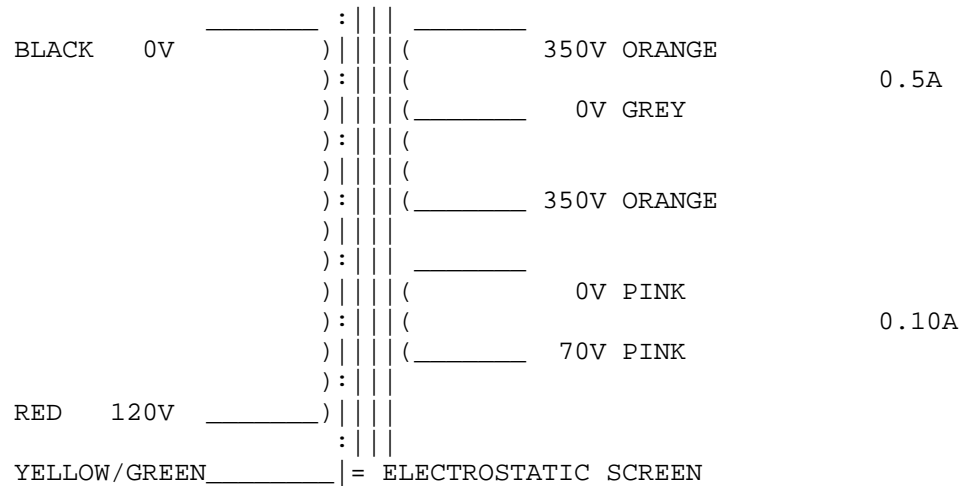 BLACK 0V 350V ORANGE
0.5A
0V GREY
350V ORANGE
0V PINK
0.10A
70V PINK
RED 120V
YELLOW/GREEN = ELECTROSTATIC SCREEN